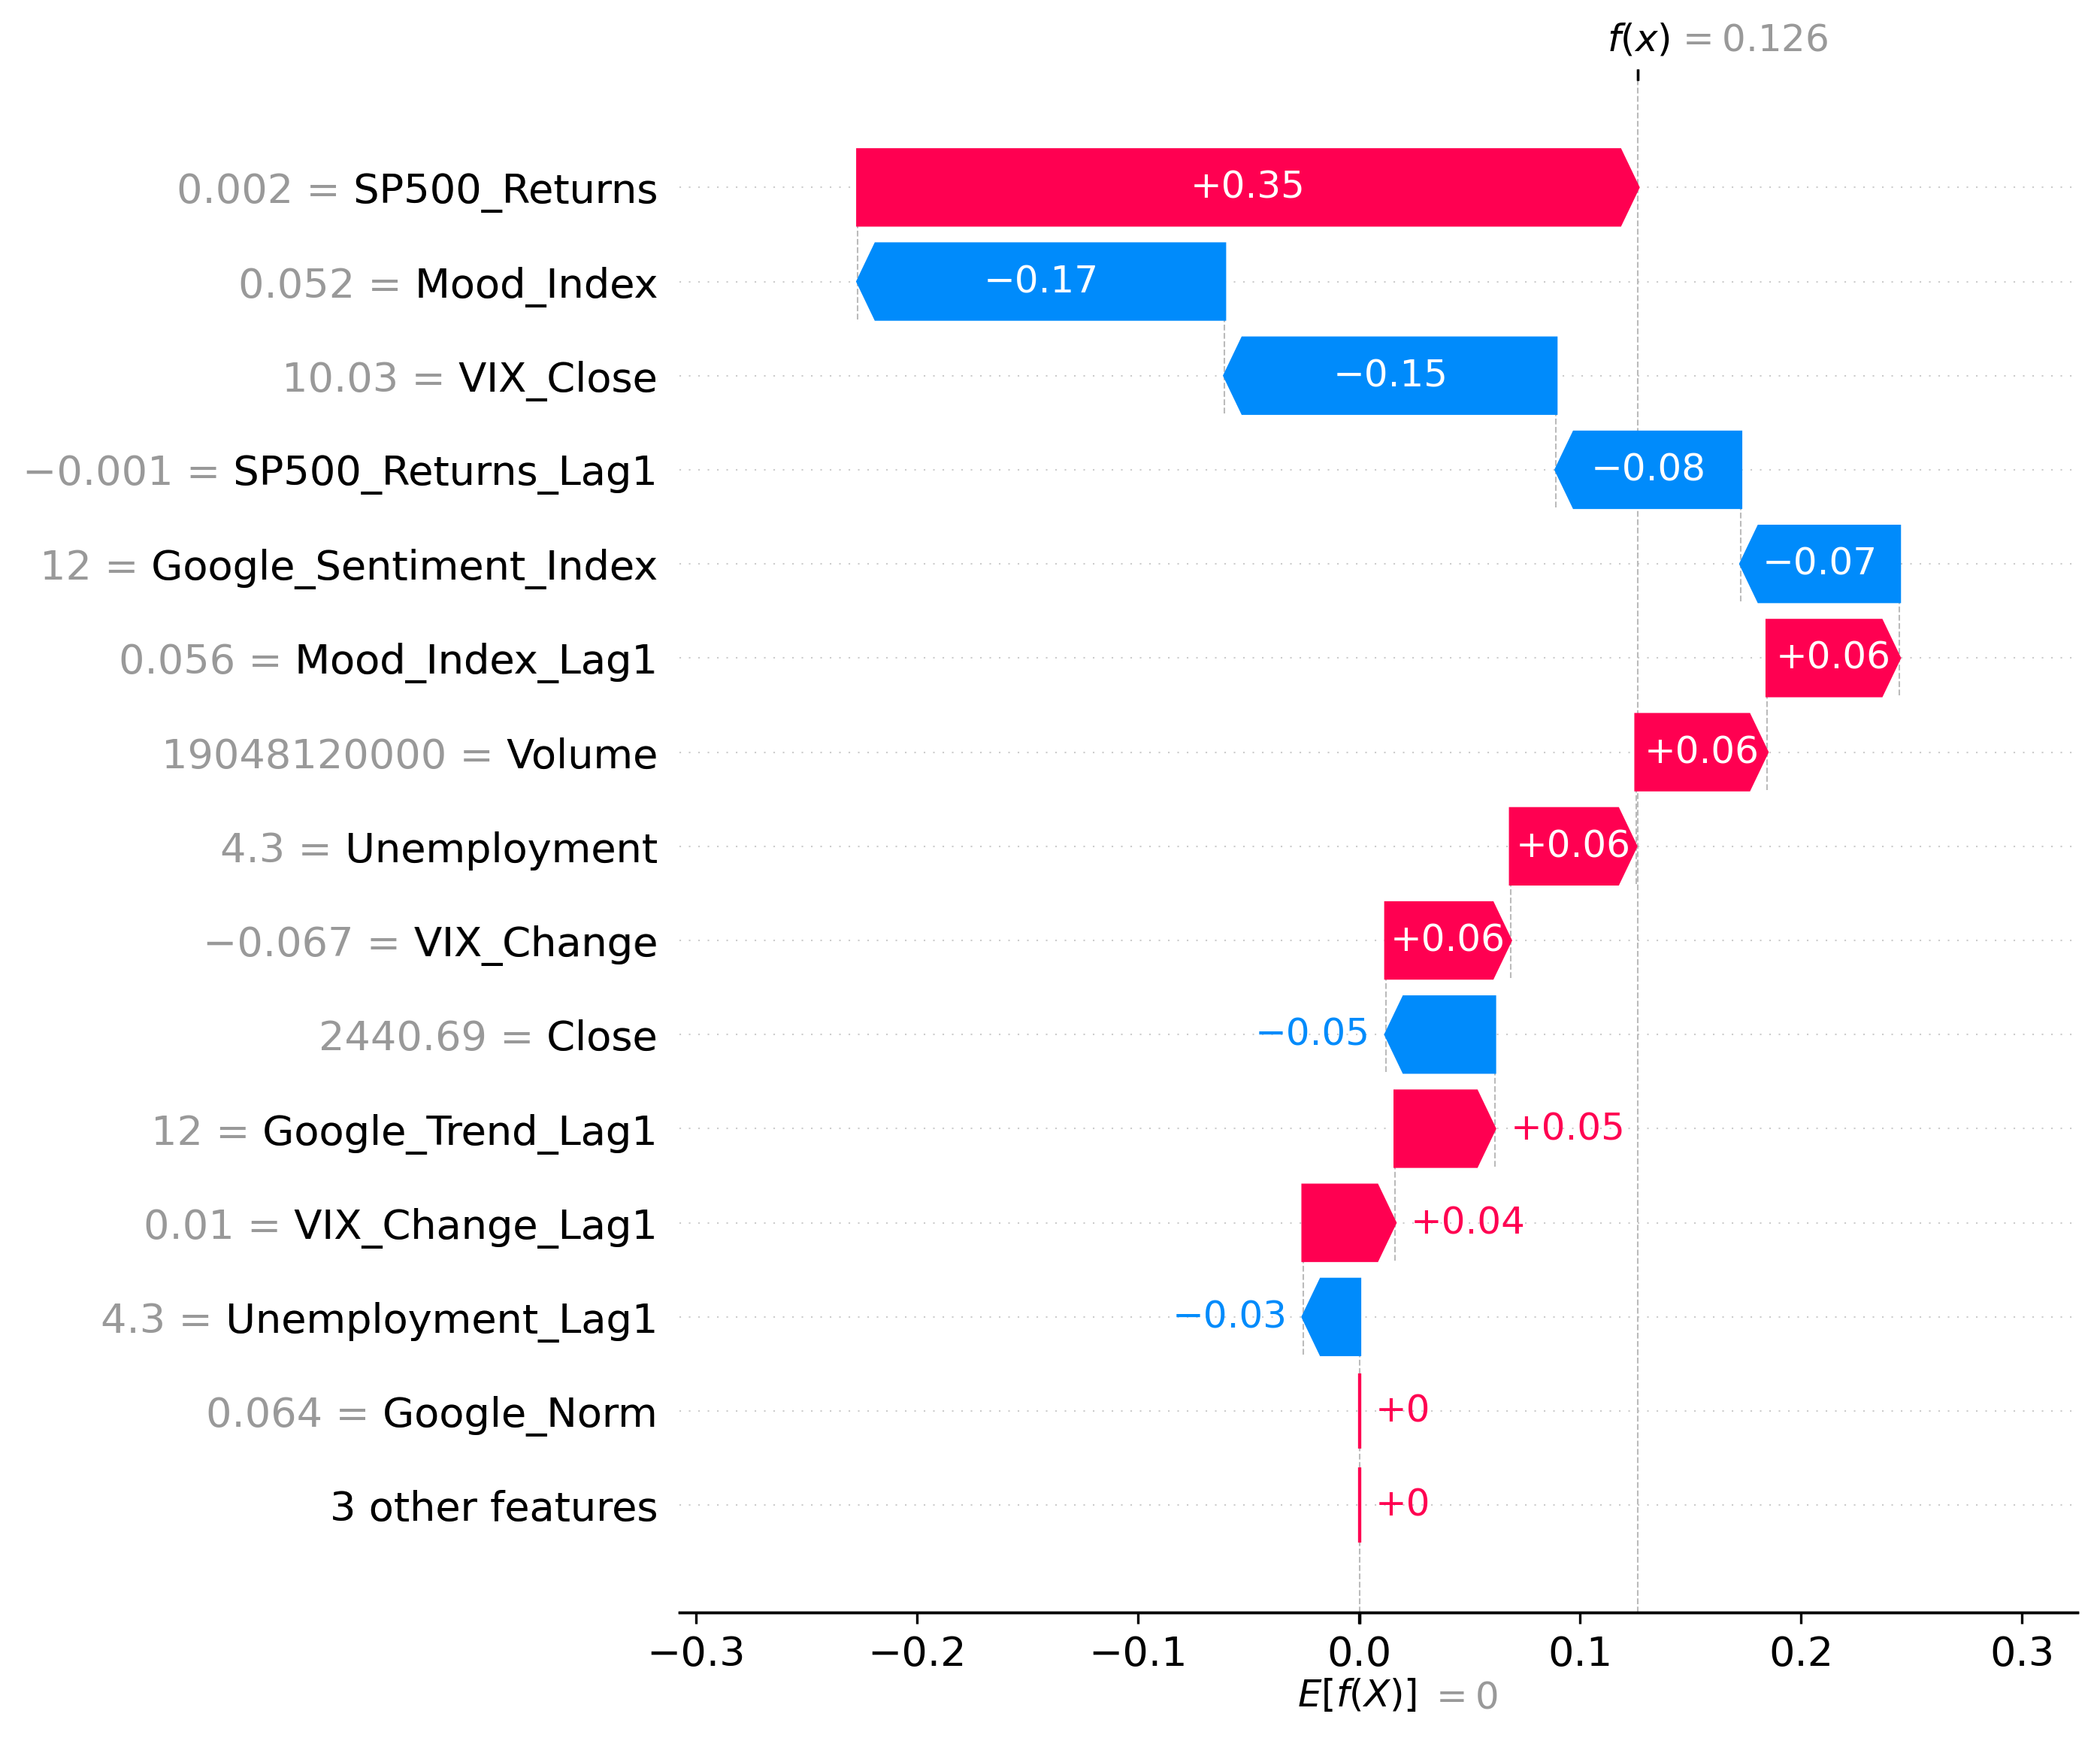 f(x) = 0.126
0.002 = SP500_Returns +0.35
0.052 = Mood_Index −0.17
10.03 = VIX_Close −0.15
−0.001 = SP500_Returns_Lag1 −0.08
12 = Google_Sentiment_Index −0.07
0.056 = Mood_Index_Lag1 +0.06
19048120000 = Volume +0.06
4.3 = Unemployment +0.06
−0.067 = VIX_Change +0.06
2440.69 = Close −0.05
12 = Google_Trend_Lag1 +0.05
0.01 = VIX_Change_Lag1 +0.04
4.3 = Unemployment_Lag1 −0.03
0.064 = Google_Norm +0
3 other features +0
−0.3 −0.2 −0.1 0.0 0.1 0.2 0.3
E[f(X)] = 0